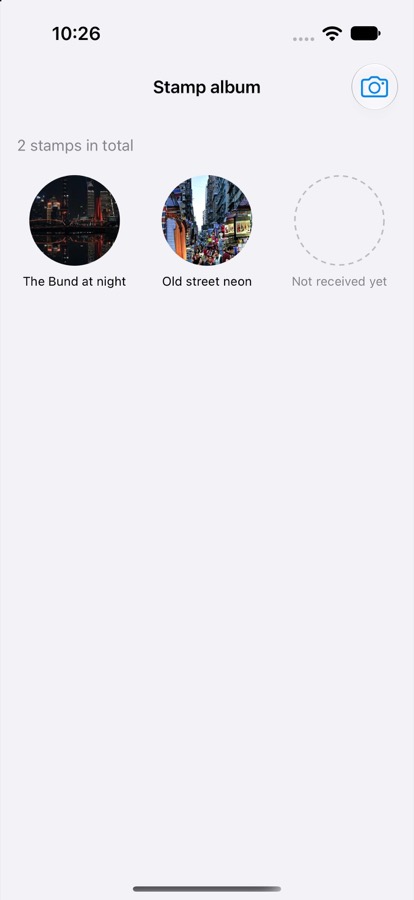 10:26
Stamp album
2 stamps in total
The Bund at night
Old street neon
Not received yet